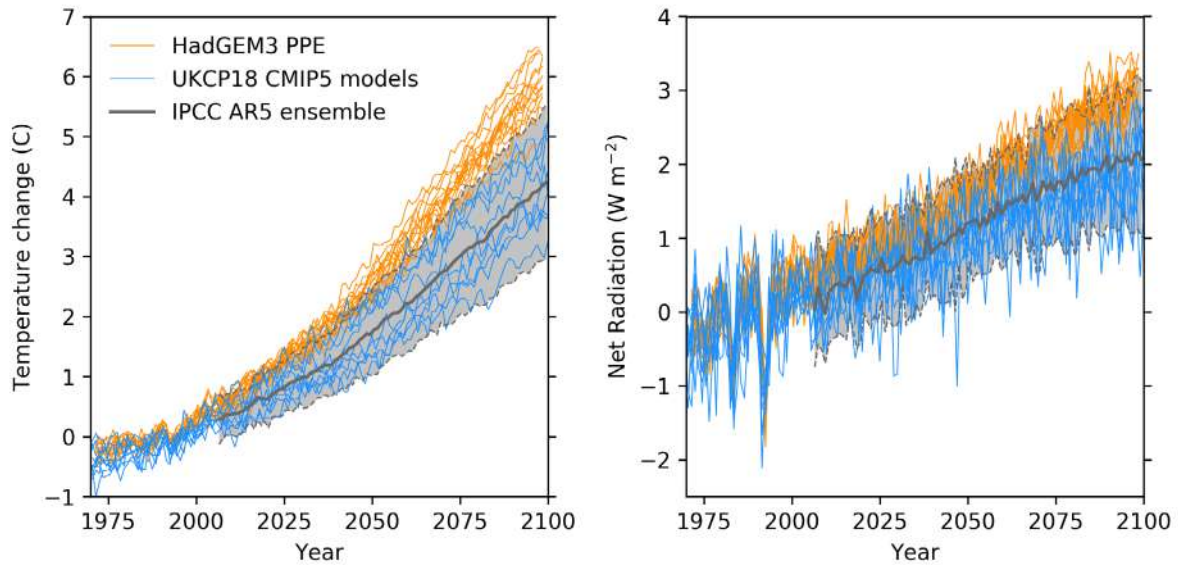 7
6
5
4
3
2
1
0
−1
Temperature change (C)
HadGEM3 PPE
UKCP18 CMIP5 models
IPCC AR5 ensemble
1975 2000 2025 2050 2075 2100
Year
4
3
2
1
0
−1
−2
Net Radiation (W m⁻²)
1975 2000 2025 2050 2075 2100
Year